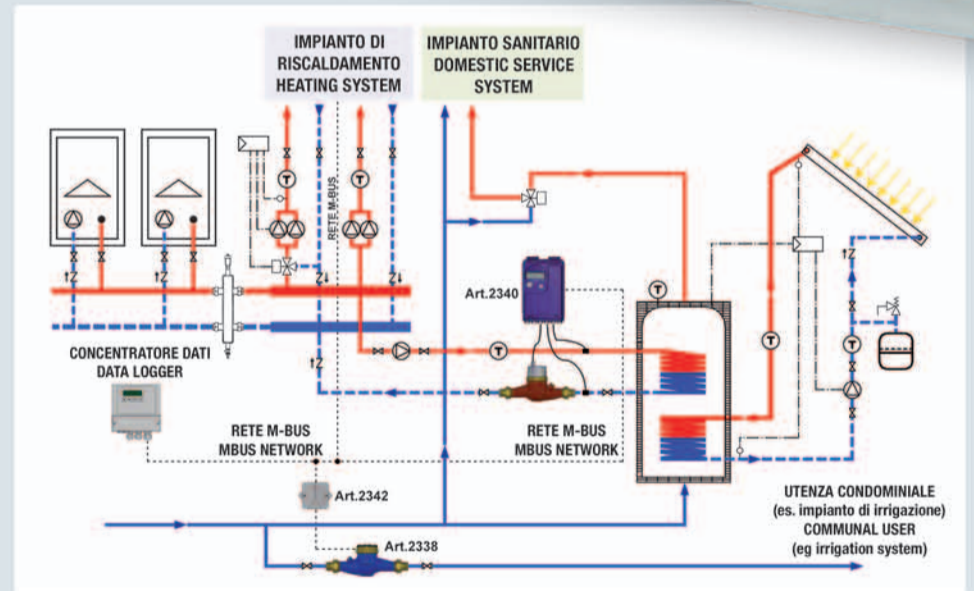 IMPIANTO DI
RISCALDAMENTO
HEATING SYSTEM
IMPIANTO SANITARIO
DOMESTIC SERVICE
SYSTEM
RETE M-BUS
T
T
T
T
T
T
Art.2340
CONCENTRATORE DATI
DATA LOGGER
RETE M-BUS
MBUS NETWORK
RETE M-BUS
MBUS NETWORK
Art.2342
Art.2338
UTENZA CONDOMINIALE
(es. impianto di irrigazione)
COMMUNAL USER
(eg irrigation system)